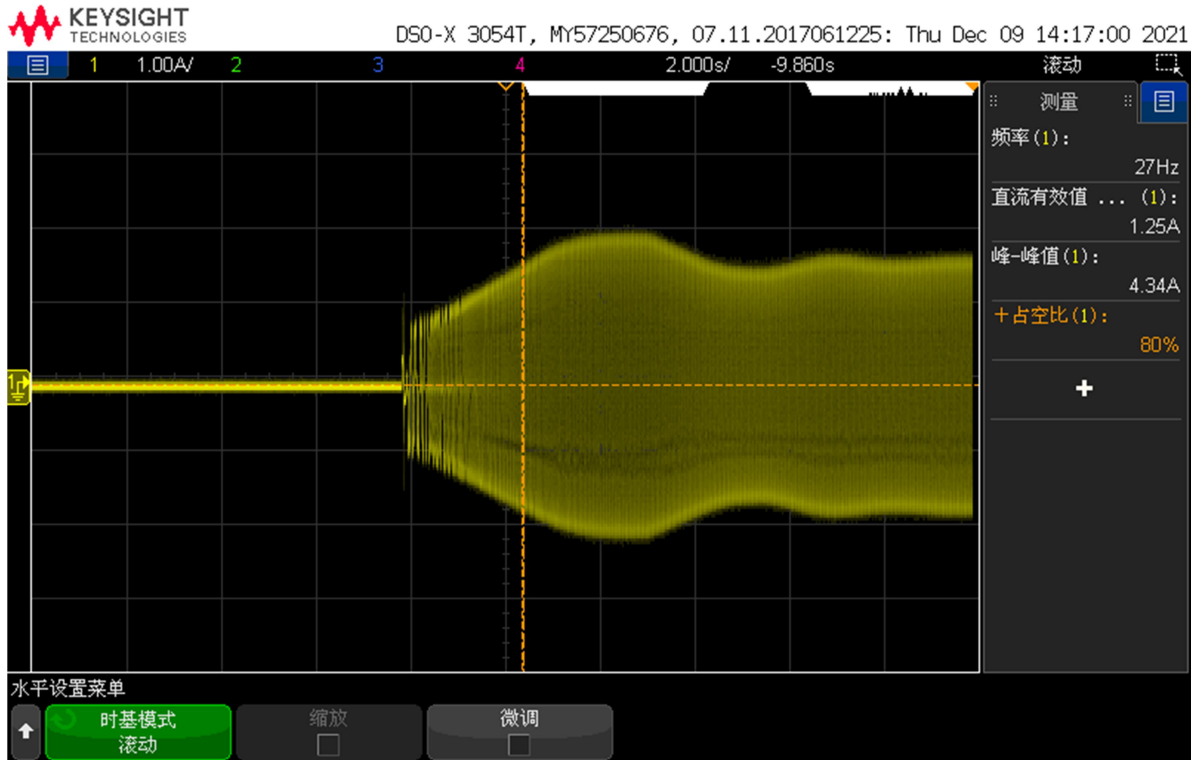 KEYSIGHT
TECHNOLOGIES
DSO-X 3054T, MY57250676, 07.11.2017061225: Thu Dec 09 14:17:00 2021
1 1.00A/ 2 3 4 2.000s/ -9.860s 滚动
测量
频率(1):
27Hz
直流有效值 ... (1):
1.25A
峰-峰值(1):
4.34A
+占空比(1):
80%
水平设置菜单
时基模式
滚动
缩放
微调